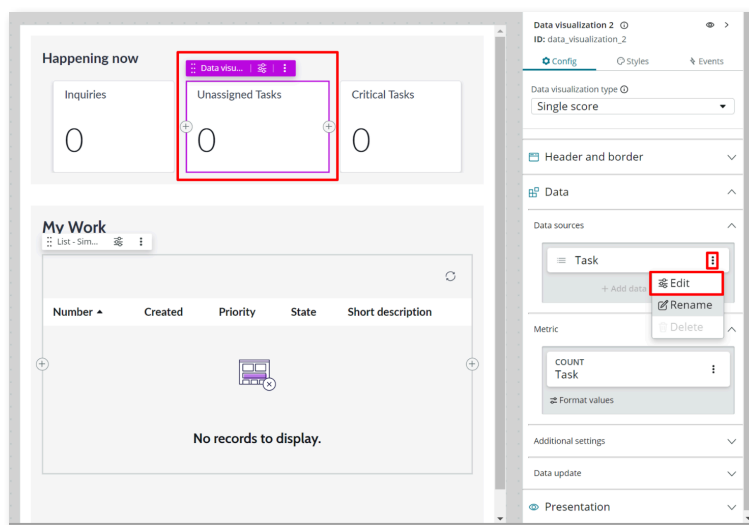 Happening now
Data visu...
Inquiries
0
Unassigned Tasks
0
Critical Tasks
0
My Work
List - Sim...
Number
Created
Priority
State
Short description
No records to display.
Data visualization 2
ID: data_visualization_2
Config
Styles
Events
Data visualization type
Single score
Header and border
Data
Data sources
Task
+ Add data
Edit
Rename
Delete
Metric
COUNT
Task
Format values
Additional settings
Data update
Presentation